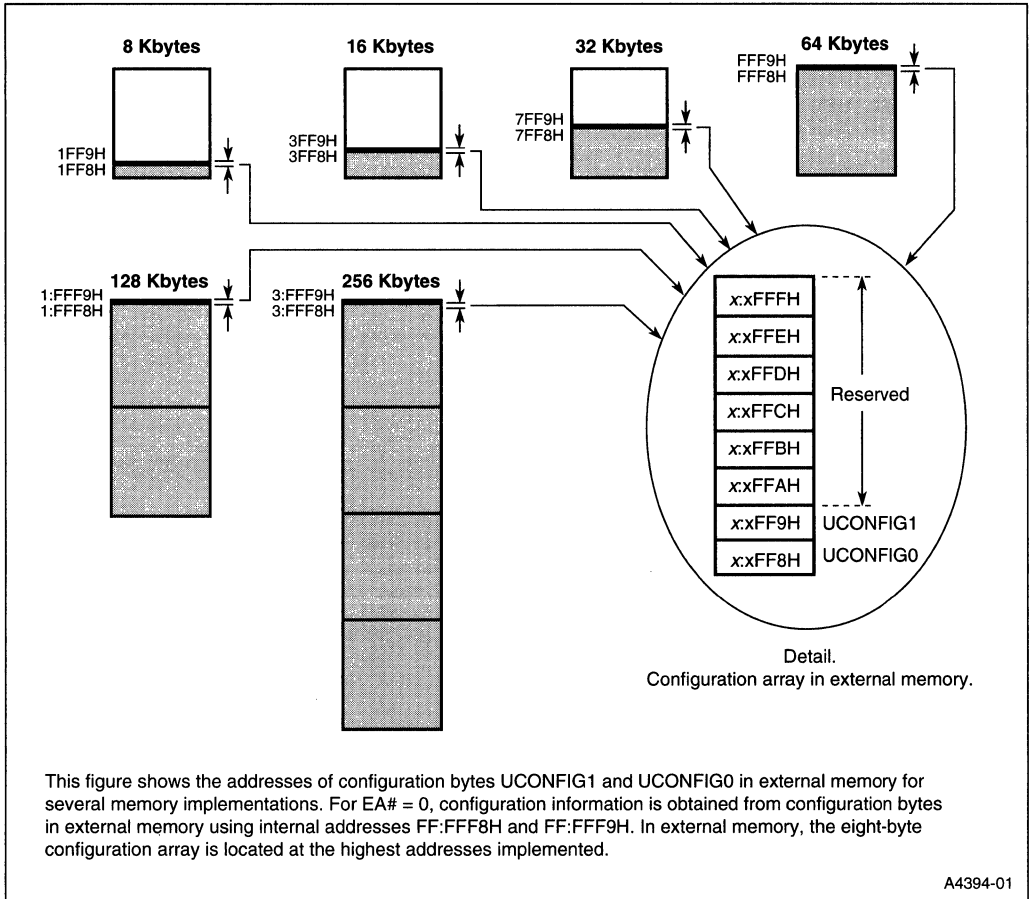 8 Kbytes
16 Kbytes
32 Kbytes
64 Kbytes
1FF9H
1FF8H
3FF9H
3FF8H
7FF9H
7FF8H
FFF9H
FFF8H
128 Kbytes
256 Kbytes
1:FFF9H
1:FFF8H
3:FFF9H
3:FFF8H
x:xFFFH
x:xFFEH
x:xFFDH
x:xFFCH
x:xFFBH
x:xFFAH
Reserved
x:xFF9H UCONFIG1
x:xFF8H UCONFIG0
Detail.
Configuration array in external memory.
This figure shows the addresses of configuration bytes UCONFIG1 and UCONFIG0 in external memory for
several memory implementations. For EA# = 0, configuration information is obtained from configuration bytes
in external memory using internal addresses FF:FFF8H and FF:FFF9H. In external memory, the eight-byte
configuration array is located at the highest addresses implemented.
A4394-01